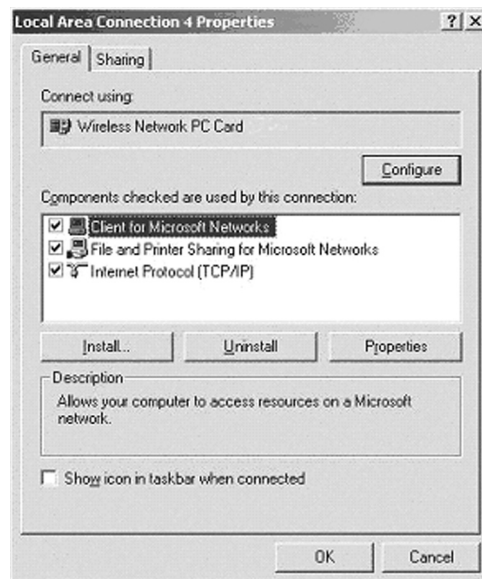 Local Area Connection 4 Properties
General
Sharing
Connect using:
Wireless Network PC Card
Configure
Components checked are used by this connection:
Client for Microsoft Networks
File and Printer Sharing for Microsoft Networks
Internet Protocol (TCP/IP)
Install...
Uninstall
Properties
Description
Allows your computer to access resources on a Microsoft
network.
Show icon in taskbar when connected
OK
Cancel